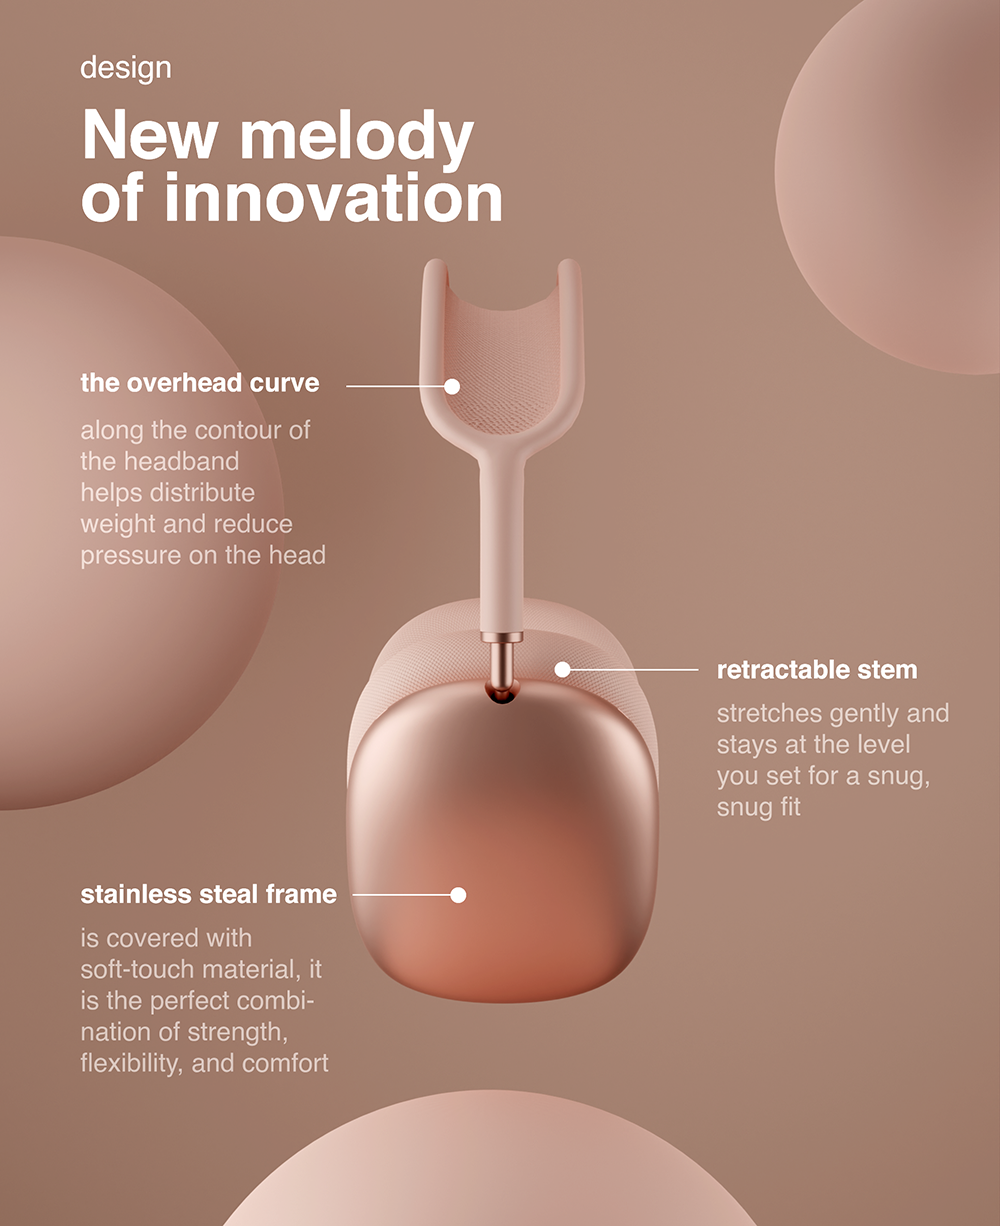 design
New melody
of innovation
the overhead curve
along the contour of
the headband
helps distribute
weight and reduce
pressure on the head
retractable stem
stretches gently and
stays at the level
you set for a snug,
snug fit
stainless steal frame
is covered with
soft-touch material, it
is the perfect combi-
nation of strength,
flexibility, and comfort